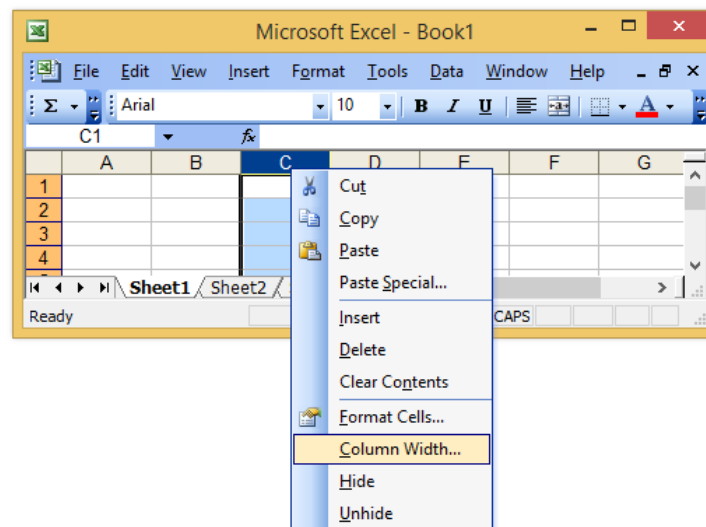 Microsoft Excel - Book1
File Edit View Insert Format Tools Data Window Help
Σ Arial 10 B I U A
C1 fx
A B C D E F G
1
2
3
4
Sheet1 Sheet2
Ready CAPS
Cut
Copy
Paste
Paste Special...
Insert
Delete
Clear Contents
Format Cells...
Column Width...
Hide
Unhide